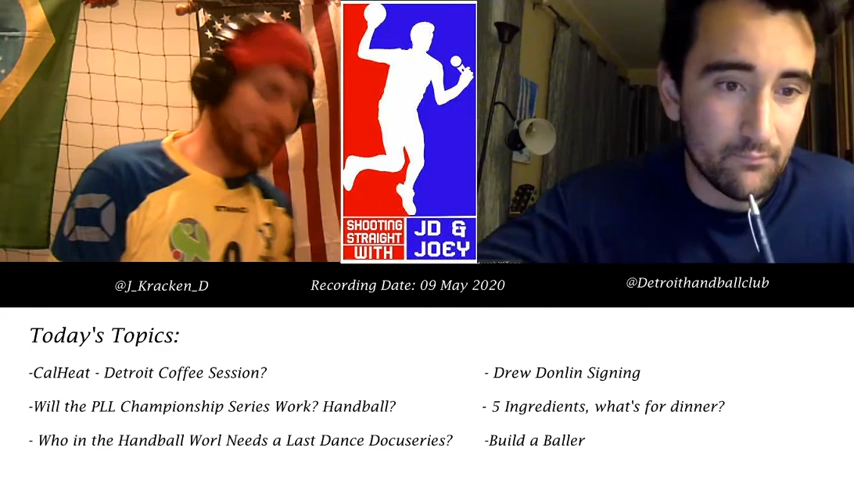 SHOOTING
STRAIGHT
WITH
JD &
JOEY
@J_Kracken_D
Recording Date: 09 May 2020
@Detroithandballclub
Today's Topics:
-CalHeat - Detroit Coffee Session?
-Will the PLL Championship Series Work? Handball?
- Who in the Handball Worl Needs a Last Dance Docuseries?
- Drew Donlin Signing
- 5 Ingredients, what's for dinner?
-Build a Baller